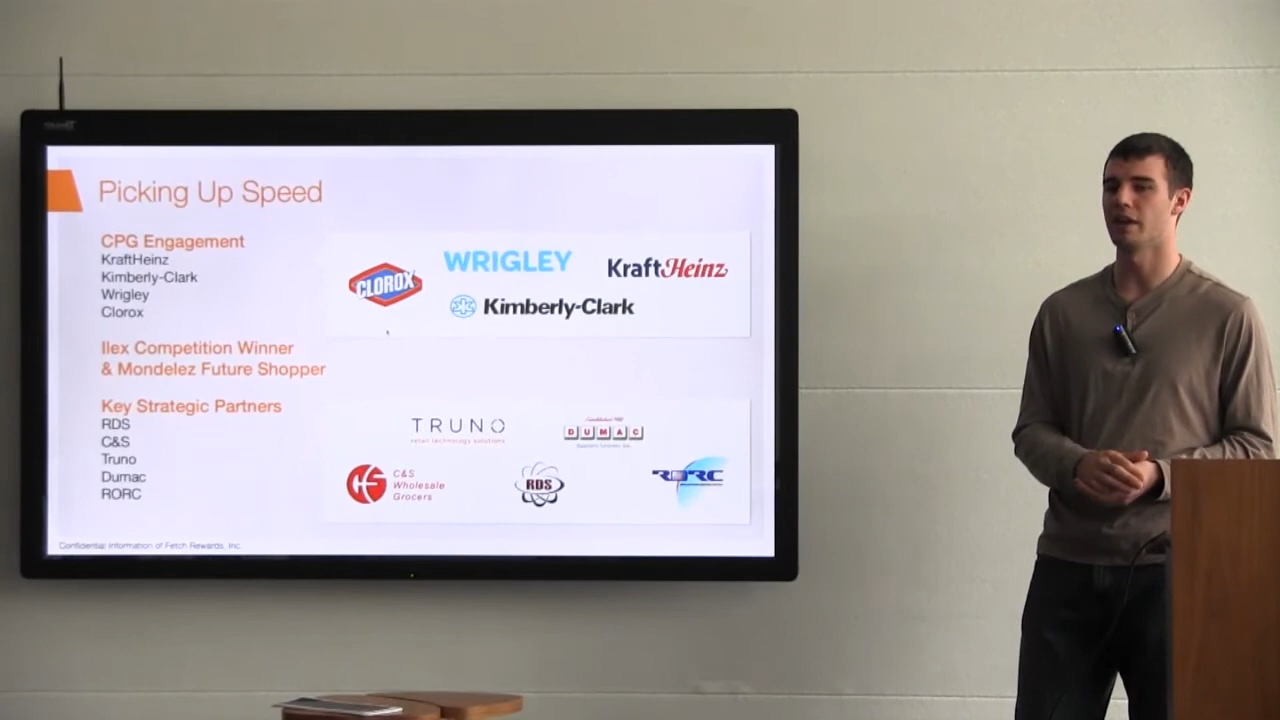 Picking Up Speed
CPG Engagement
KraftHeinz
Kimberly-Clark
Wrigley
Clorox
CLOROX
WRIGLEY
KraftHeinz
Kimberly-Clark
Ilex Competition Winner
& Mondelez Future Shopper
Key Strategic Partners
RDS
C&S
Truno
Dumac
RORC
TRUNO
retail technology solutions
DUMAC
C&S
Wholesale
Grocers
RDS
RORC
Confidential Information of Fetch Rewards, Inc.